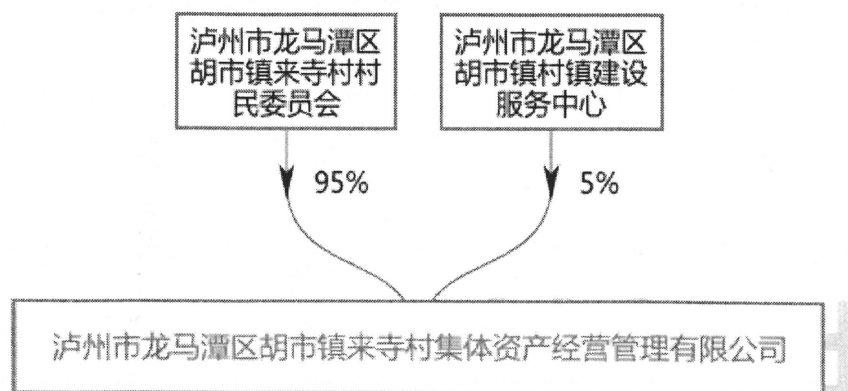 泸州市龙马潭区
胡市镇来寺村村
民委员会
泸州市龙马潭区
胡市镇村镇建设
服务中心
95%
5%
泸州市龙马潭区胡市镇来寺村集体资产经营管理有限公司